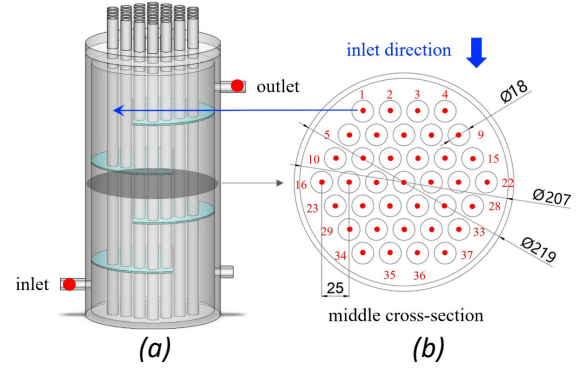 inlet direction
outlet
1 2 3 4
Ø18
5 9
10 15
16 22
Ø207
23 28
29 33
Ø219
34 35 36 37
25
inlet
middle cross-section
(a) (b)